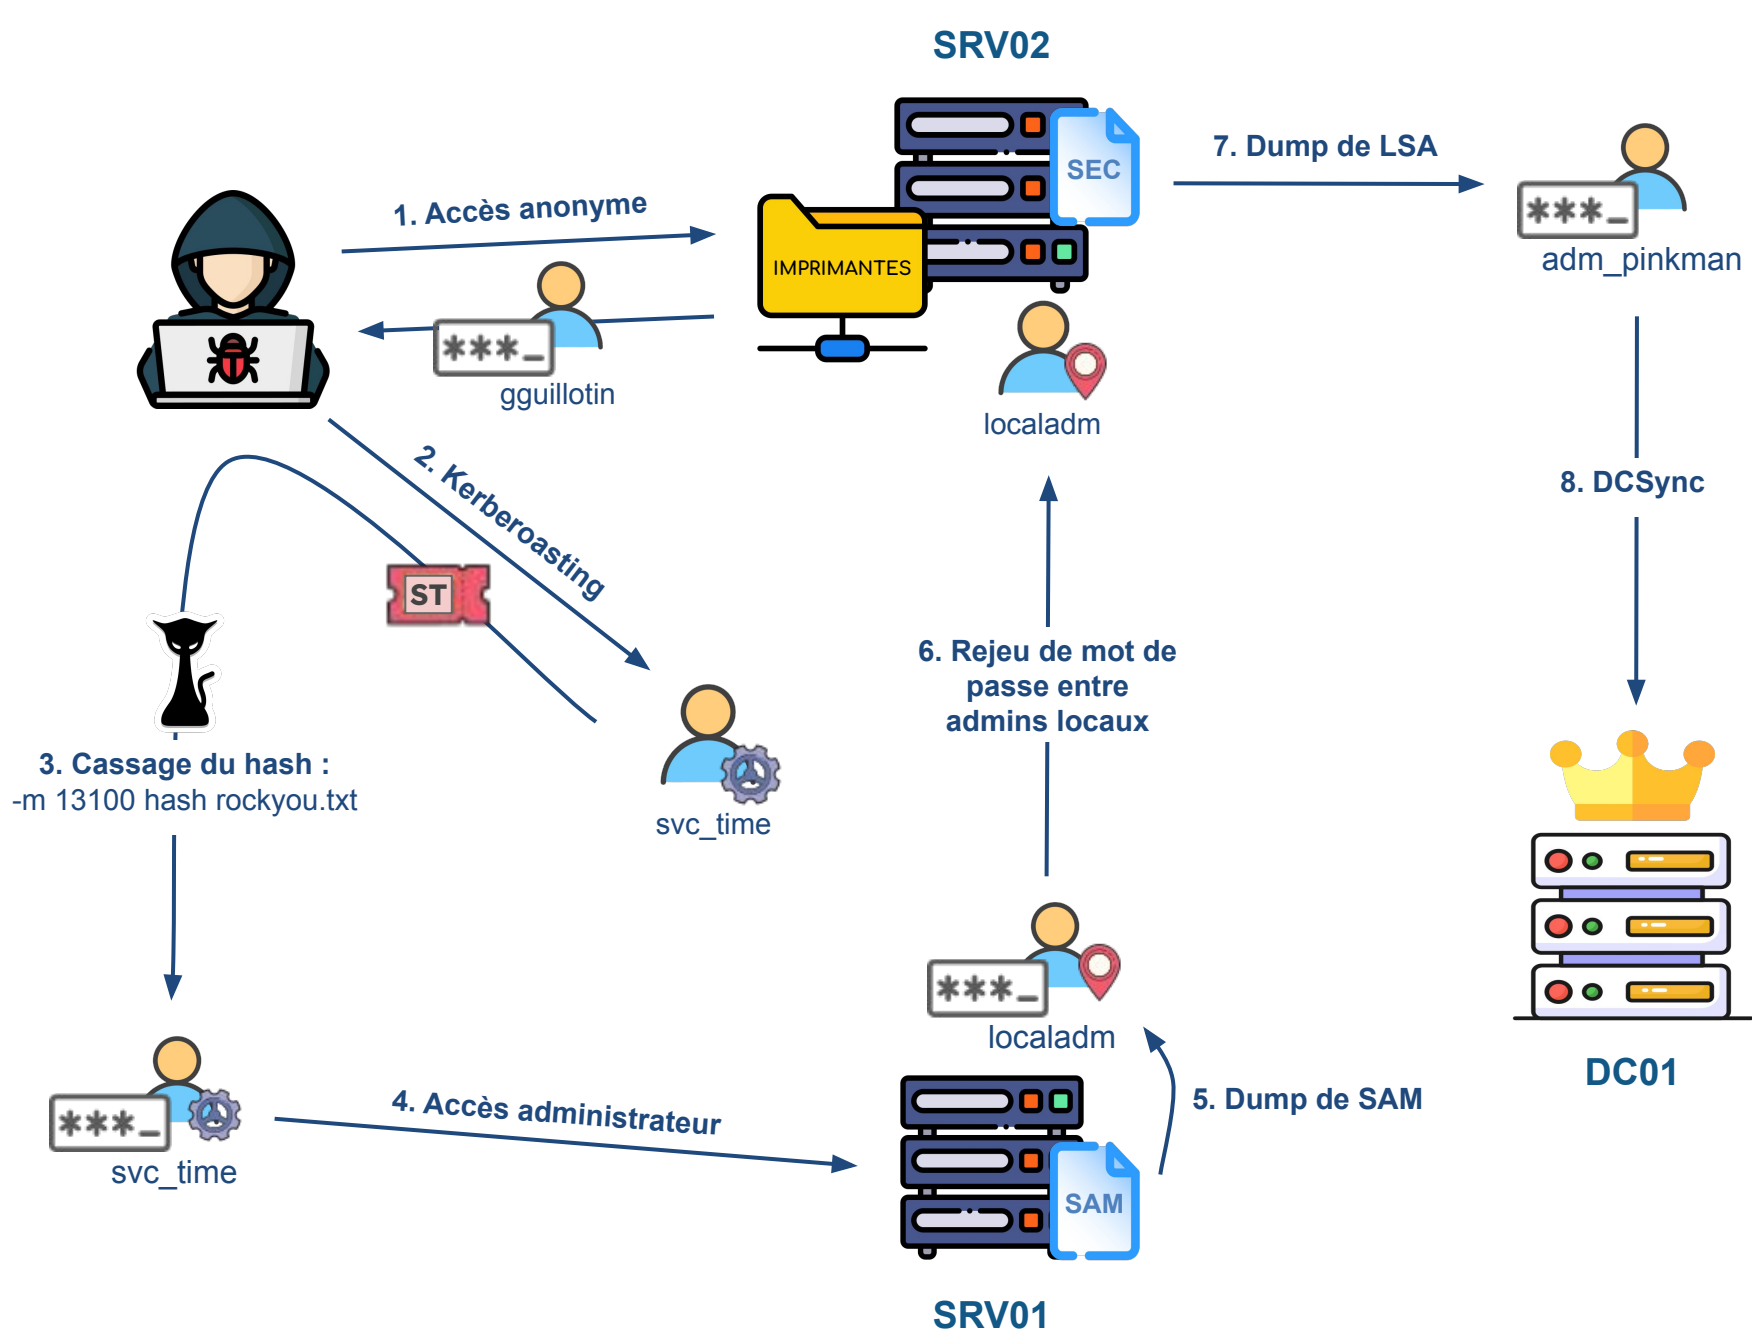 SRV02
1. Accès anonyme
IMPRIMANTES
SEC
7. Dump de LSA
***_
adm_pinkman
***_
gguillotin
localadm
2. Kerberoasting
ST
8. DCSync
6. Rejeu de mot de
passe entre
admins locaux
3. Cassage du hash :
-m 13100 hash rockyou.txt
svc_time
***_
localadm
***_
svc_time
4. Accès administrateur
5. Dump de SAM
SAM
DC01
SRV01